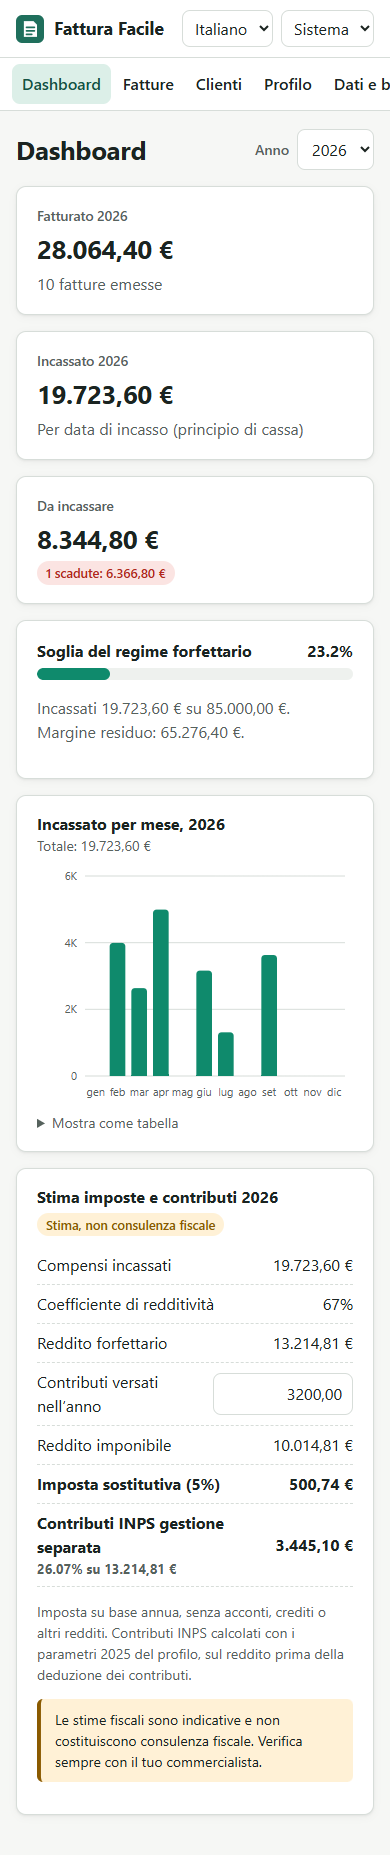 Fattura Facile
Italiano
Sistema
Dashboard
Fatture
Clienti
Profilo
Dati e b
Dashboard
Anno
2026
Fatturato 2026
28.064,40 €
10 fatture emesse
Incassato 2026
19.723,60 €
Per data di incasso (principio di cassa)
Da incassare
8.344,80 €
1 scadute: 6.366,80 €
Soglia del regime forfettario
23.2%
Incassati 19.723,60 € su 85.000,00 €.
Margine residuo: 65.276,40 €.
Incassato per mese, 2026
Totale: 19.723,60 €
6K
4K
2K
0
gen feb mar apr mag giu lug ago set ott nov dic
Mostra come tabella
Stima imposte e contributi 2026
Stima, non consulenza fiscale
Compensi incassati 19.723,60 €
Coefficiente di redditività 67%
Reddito forfettario 13.214,81 €
Contributi versati
nell’anno
3200,00
Reddito imponibile 10.014,81 €
Imposta sostitutiva (5%) 500,74 €
Contributi INPS gestione
separata
3.445,10 €
26.07% su 13.214,81 €
Imposta su base annua, senza acconti, crediti o
altri redditi. Contributi INPS calcolati con i
parametri 2025 del profilo, sul reddito prima della
deduzione dei contributi.
Le stime fiscali sono indicative e non
costituiscono consulenza fiscale. Verifica
sempre con il tuo commercialista.